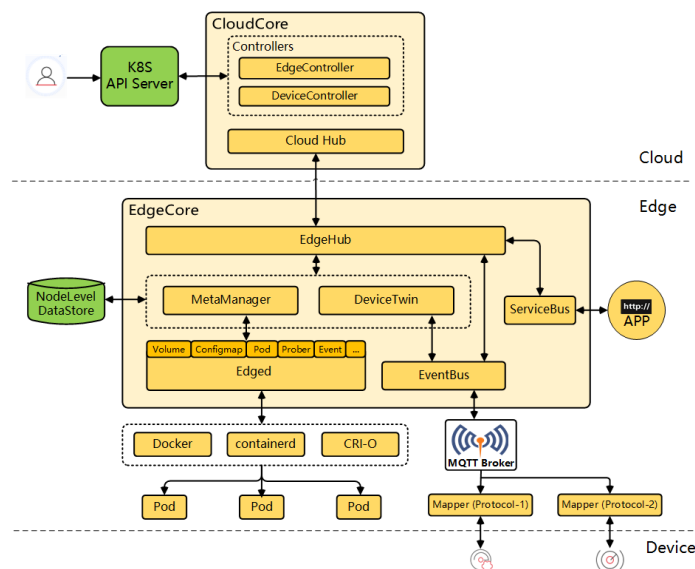 CloudCore
Controllers
EdgeController
DeviceController
K8S
API Server
Cloud Hub
Cloud
Edge
EdgeCore
EdgeHub
MetaManager
DeviceTwin
NodeLevel
DataStore
ServiceBus
http://
APP
Volume
Configmap
Pod
Prober
Event
...
Edged
EventBus
Docker
containerd
CRI-O
MQTT Broker
Pod
Pod
Pod
Mapper (Protocol-1)
Mapper (Protocol-2)
Device